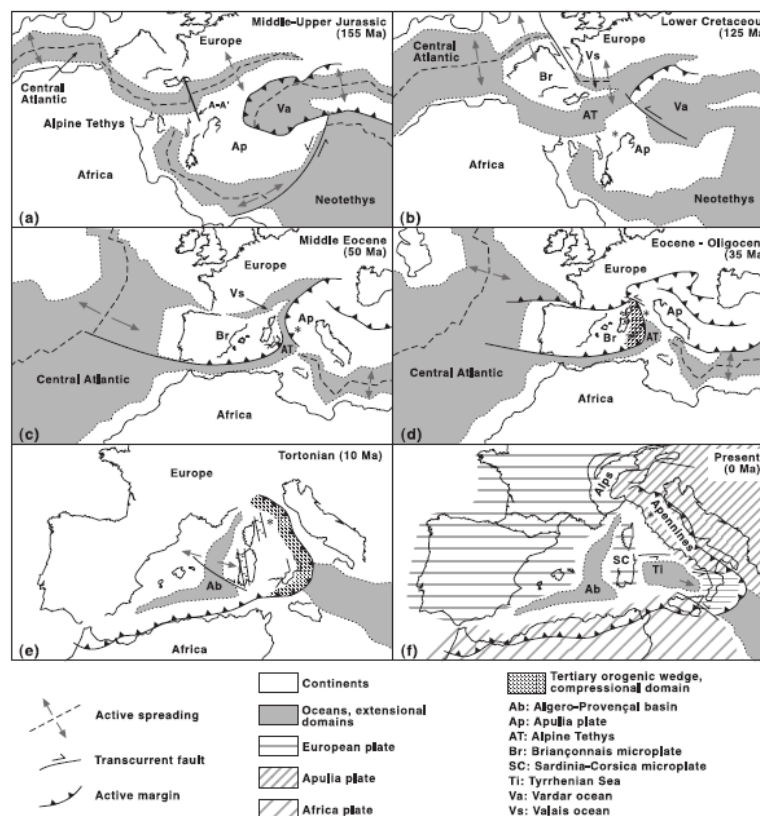 Middle-Upper Jurassic
(155 Ma)
Europe
Central
Atlantic
A-A'
Va
Alpine Tethys
Ap
Africa
Neotethys
(a)
Lower Cretaceous
(125 Ma)
Europe
Vs
Central
Atlantic
Br
AT
Va
*
Ap
Africa
Neotethys
(b)
Middle Eocene
(50 Ma)
Europe
Vs
Ap
*
Br
AT
Central Atlantic
Africa
(c)
Eocene - Oligocene
(35 Ma)
Europe
*
Ap
Br
AT
Central
Atlantic
Africa
(d)
Tortonian
(10 Ma)
Europe
*
Ab
Africa
(e)
Present
(0 Ma)
Alps
Apennines
*
SC
Ti
Ab
(f)
Active spreading
Transcurrent fault
Active margin
Continents
Oceans, extensional
domains
European plate
Apulia plate
Africa plate
Tertiary orogenic wedge,
compressional domain
Ab: Algero-Provençal basin
Ap: Apulia plate
AT: Alpine Tethys
Br: Briançonnais microplate
SC: Sardinia-Corsica microplate
Ti: Tyrrhenian Sea
Va: Vardar ocean
Vs: Valais ocean